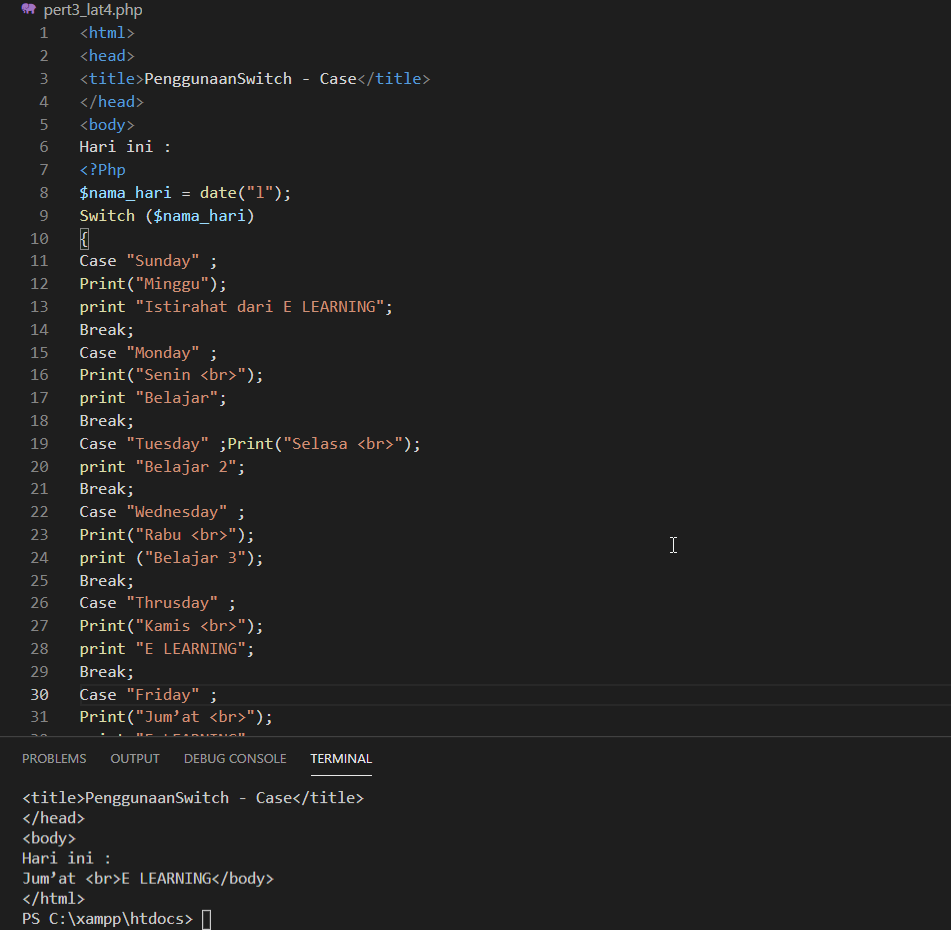 pert3_lat4.php
1 <html>
2 <head>
3 <title>PenggunaanSwitch - Case</title>
4 </head>
5 <body>
6 Hari ini :
7 <?Php
8 $nama_hari = date("l");
9 Switch ($nama_hari)
10 {
11 Case "Sunday" ;
12 Print("Minggu");
13 print "Istirahat dari E LEARNING";
14 Break;
15 Case "Monday" ;
16 Print("Senin <br>");
17 print "Belajar";
18 Break;
19 Case "Tuesday" ;Print("Selasa <br>");
20 print "Belajar 2";
21 Break;
22 Case "Wednesday" ;
23 Print("Rabu <br>");
24 print ("Belajar 3");
25 Break;
26 Case "Thrusday" ;
27 Print("Kamis <br>");
28 print "E LEARNING";
29 Break;
30 Case "Friday" ;
31 Print("Jum’at <br>");
PROBLEMS OUTPUT DEBUG CONSOLE TERMINAL
<title>PenggunaanSwitch - Case</title>
</head>
<body>
Hari ini :
Jum’at <br>E LEARNING</body>
</html>
PS C:\xampp\htdocs>